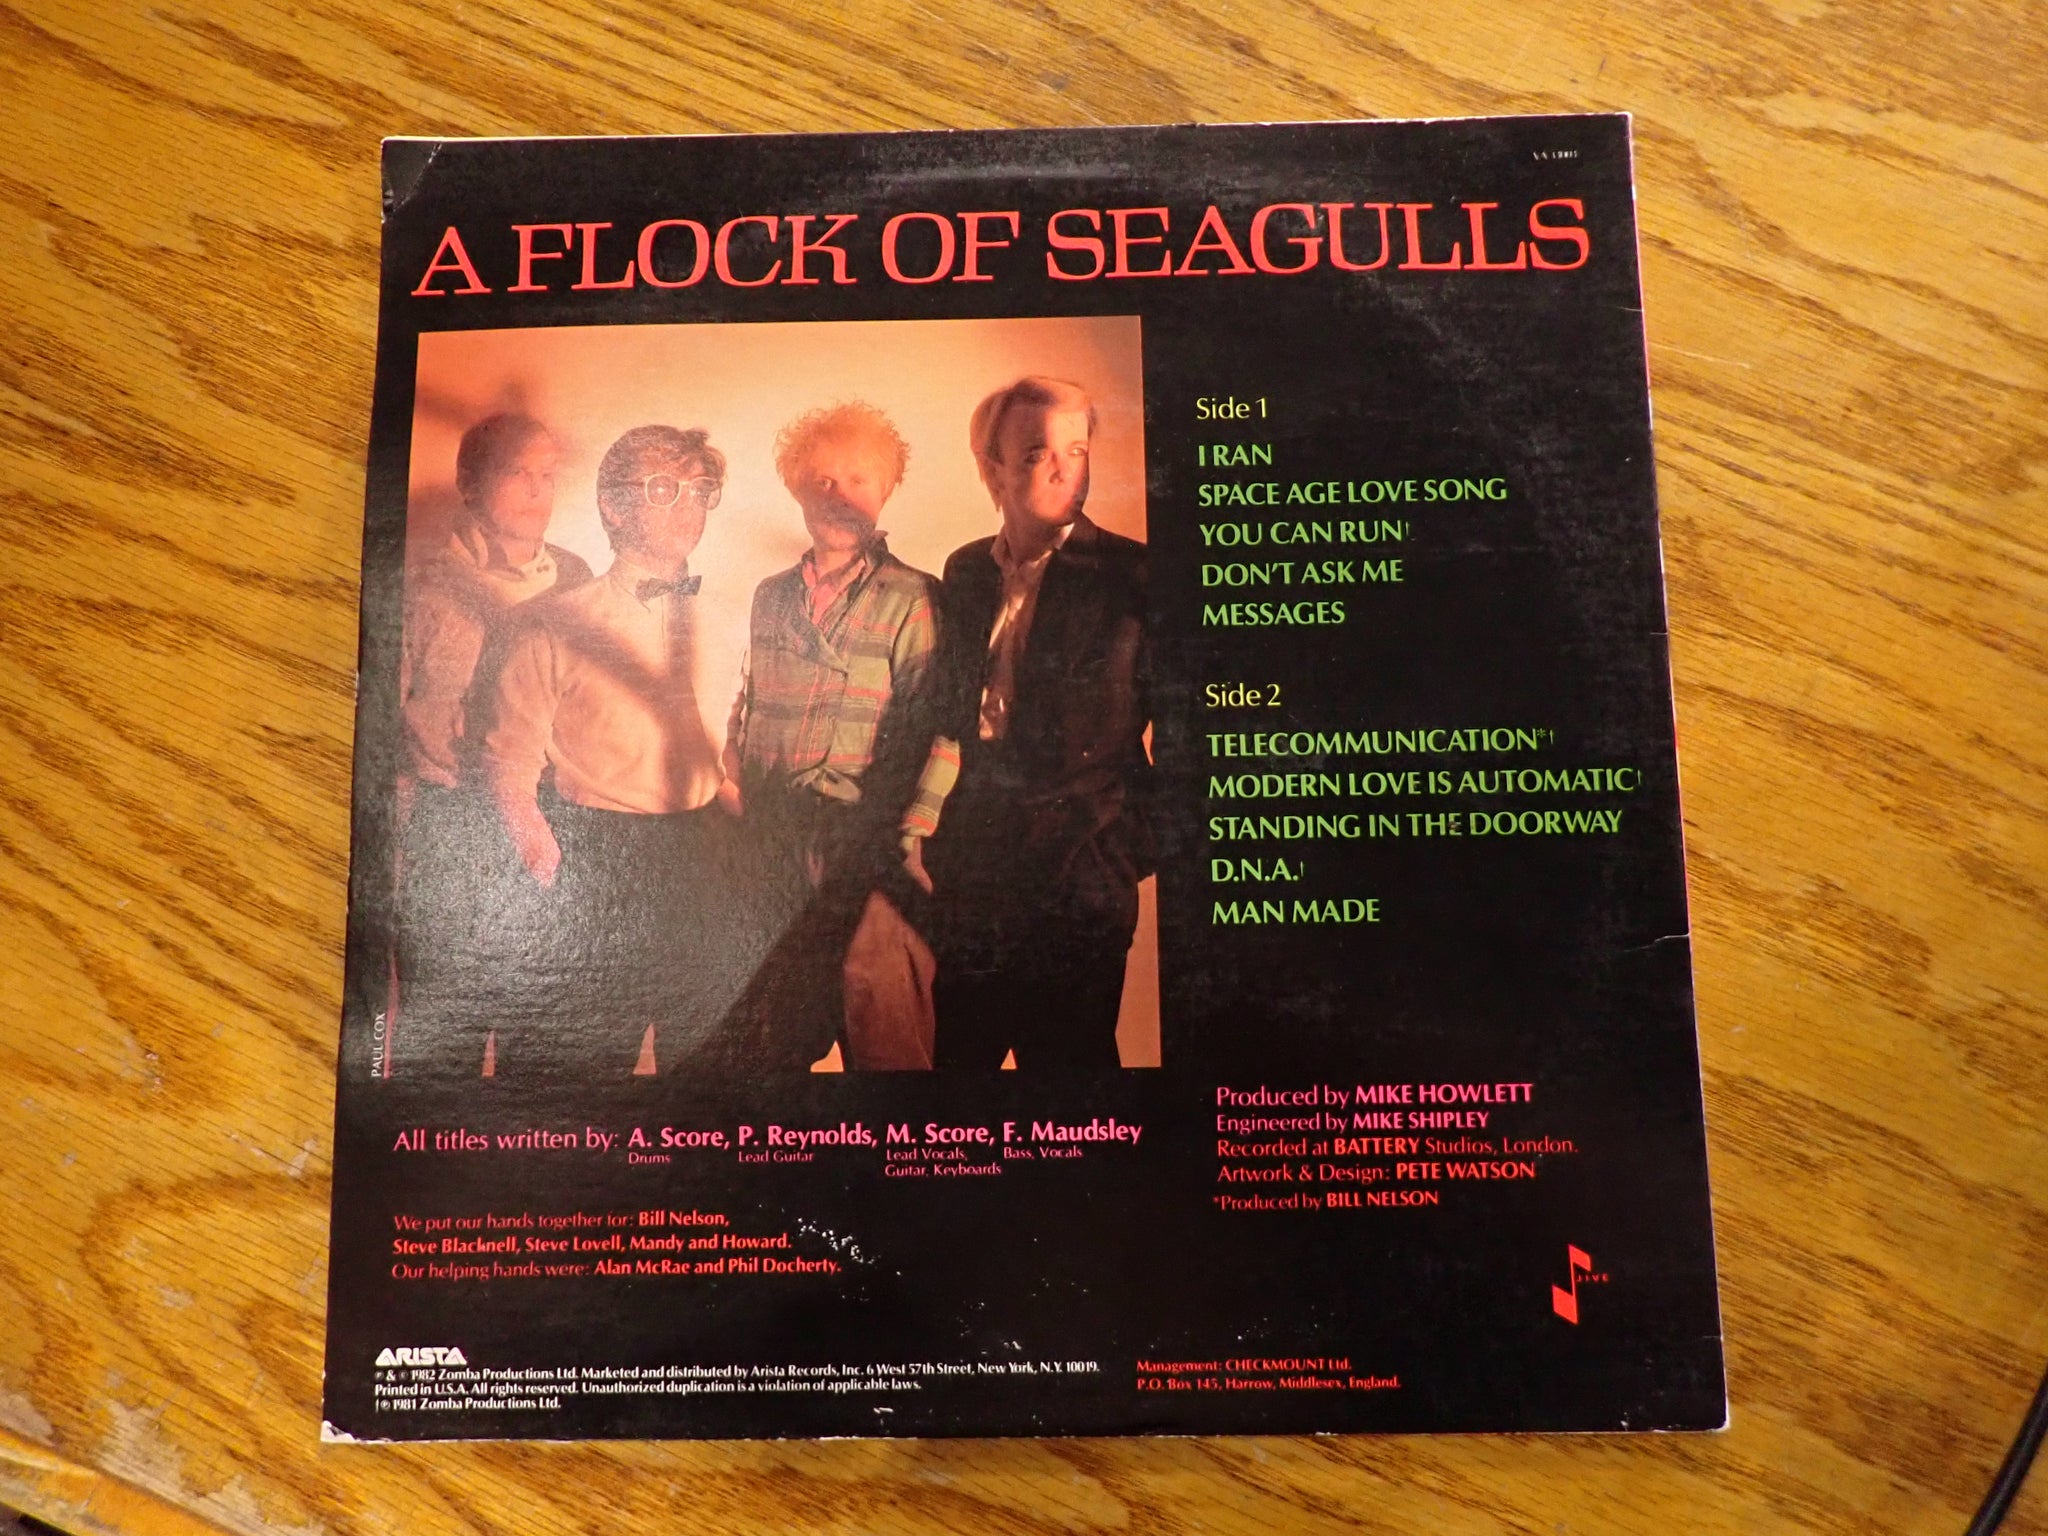 A FLOCK OF SEAGULLS
Side 1
I RAN
SPACE AGE LOVE SONG
YOU CAN RUN†
DON'T ASK ME
MESSAGES
Side 2
TELECOMMUNICATION*†
MODERN LOVE IS AUTOMATIC†
STANDING IN THE DOORWAY
D.N.A.†
MAN MADE
PAUL COX
All titles written by: A. Score, P. Reynolds, M. Score, F. Maudsley
Drums Lead Guitar Lead Vocals, Bass, Vocals
Guitar, Keyboards
We put our hands together for: Bill Nelson,
Steve Blacknell, Steve Lovell, Mandy and Howard.
Our helping hands were: Alan McRae and Phil Docherty.
Produced by MIKE HOWLETT
Engineered by MIKE SHIPLEY
Recorded at BATTERY Studios, London.
Artwork & Design: PETE WATSON
*Produced by BILL NELSON
JIVE
ARISTA
℗ & © 1982 Zomba Productions Ltd. Marketed and distributed by Arista Records, Inc. 6 West 57th Street, New York, N.Y. 10019.
Printed in U.S.A. All rights reserved. Unauthorized duplication is a violation of applicable laws.
†℗ 1981 Zomba Productions Ltd.
Management: CHECKMOUNT Ltd.
P.O. Box 145, Harrow, Middlesex, England.